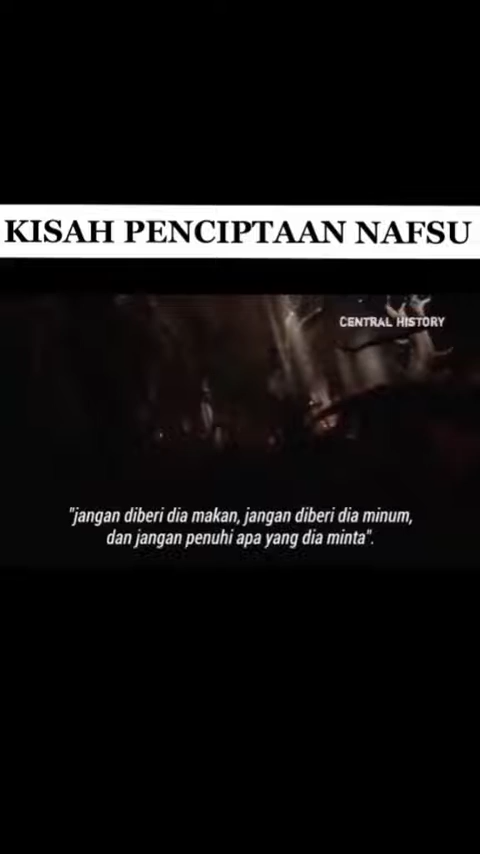 KISAH PENCIPTAAN NAFSU
CENTRAL HISTORY
"jangan diberi dia makan, jangan diberi dia minum,
dan jangan penuhi apa yang dia minta".